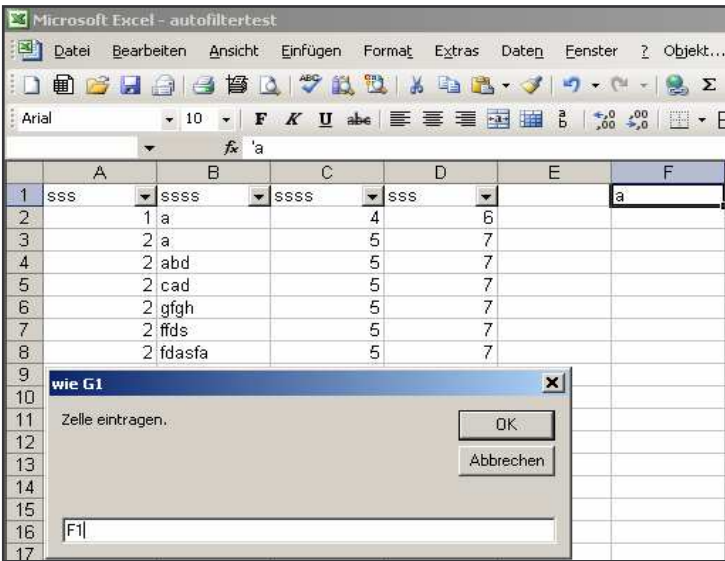 Microsoft Excel - autofiltertest
Datei Bearbeiten Ansicht Einfügen Format Extras Daten Fenster ? Objekt...
Arial 10 F K U abc
fx 'a
A B C D E F
1 sss ssss ssss sss a
2 1 a 4 6
3 2 a 5 7
4 2 abd 5 7
5 2 cad 5 7
6 2 gfgh 5 7
7 2 ffds 5 7
8 2 fdasfa 5 7
9
wie G1
10
11 Zelle eintragen. OK
12
13 Abbrechen
14
15
16 F1
17